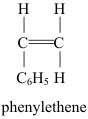 H H
C C
C₆H₅ H
phenylethene